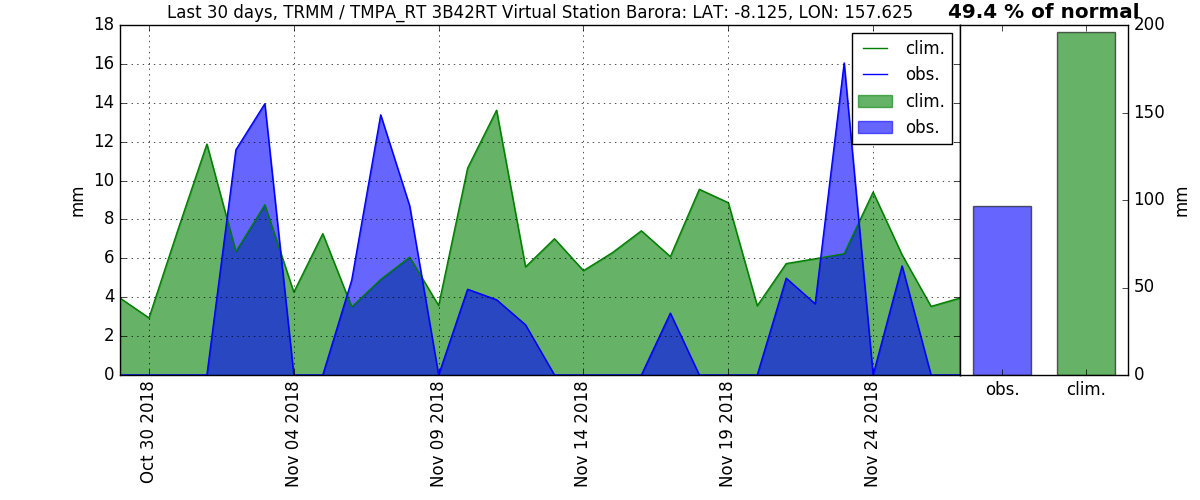 Last 30 days, TRMM / TMPA_RT 3B42RT Virtual Station Barora: LAT: -8.125, LON: 157.625
49.4 % of normal
18
16
14
12
10
8
6
4
2
0
mm
clim.
obs.
clim.
obs.
Oct 30 2018
Nov 04 2018
Nov 09 2018
Nov 14 2018
Nov 19 2018
Nov 24 2018
200
150
100
50
0
mm
obs.
clim.